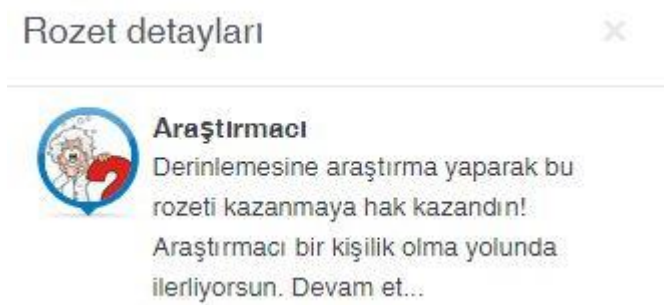 Rozet detayları
Araştırmacı
Derinlemesine araştırma yaparak bu
rozeti kazanmaya hak kazandın!
Araştırmacı bir kişilik olma yolunda
ilerliyorsun. Devam et...